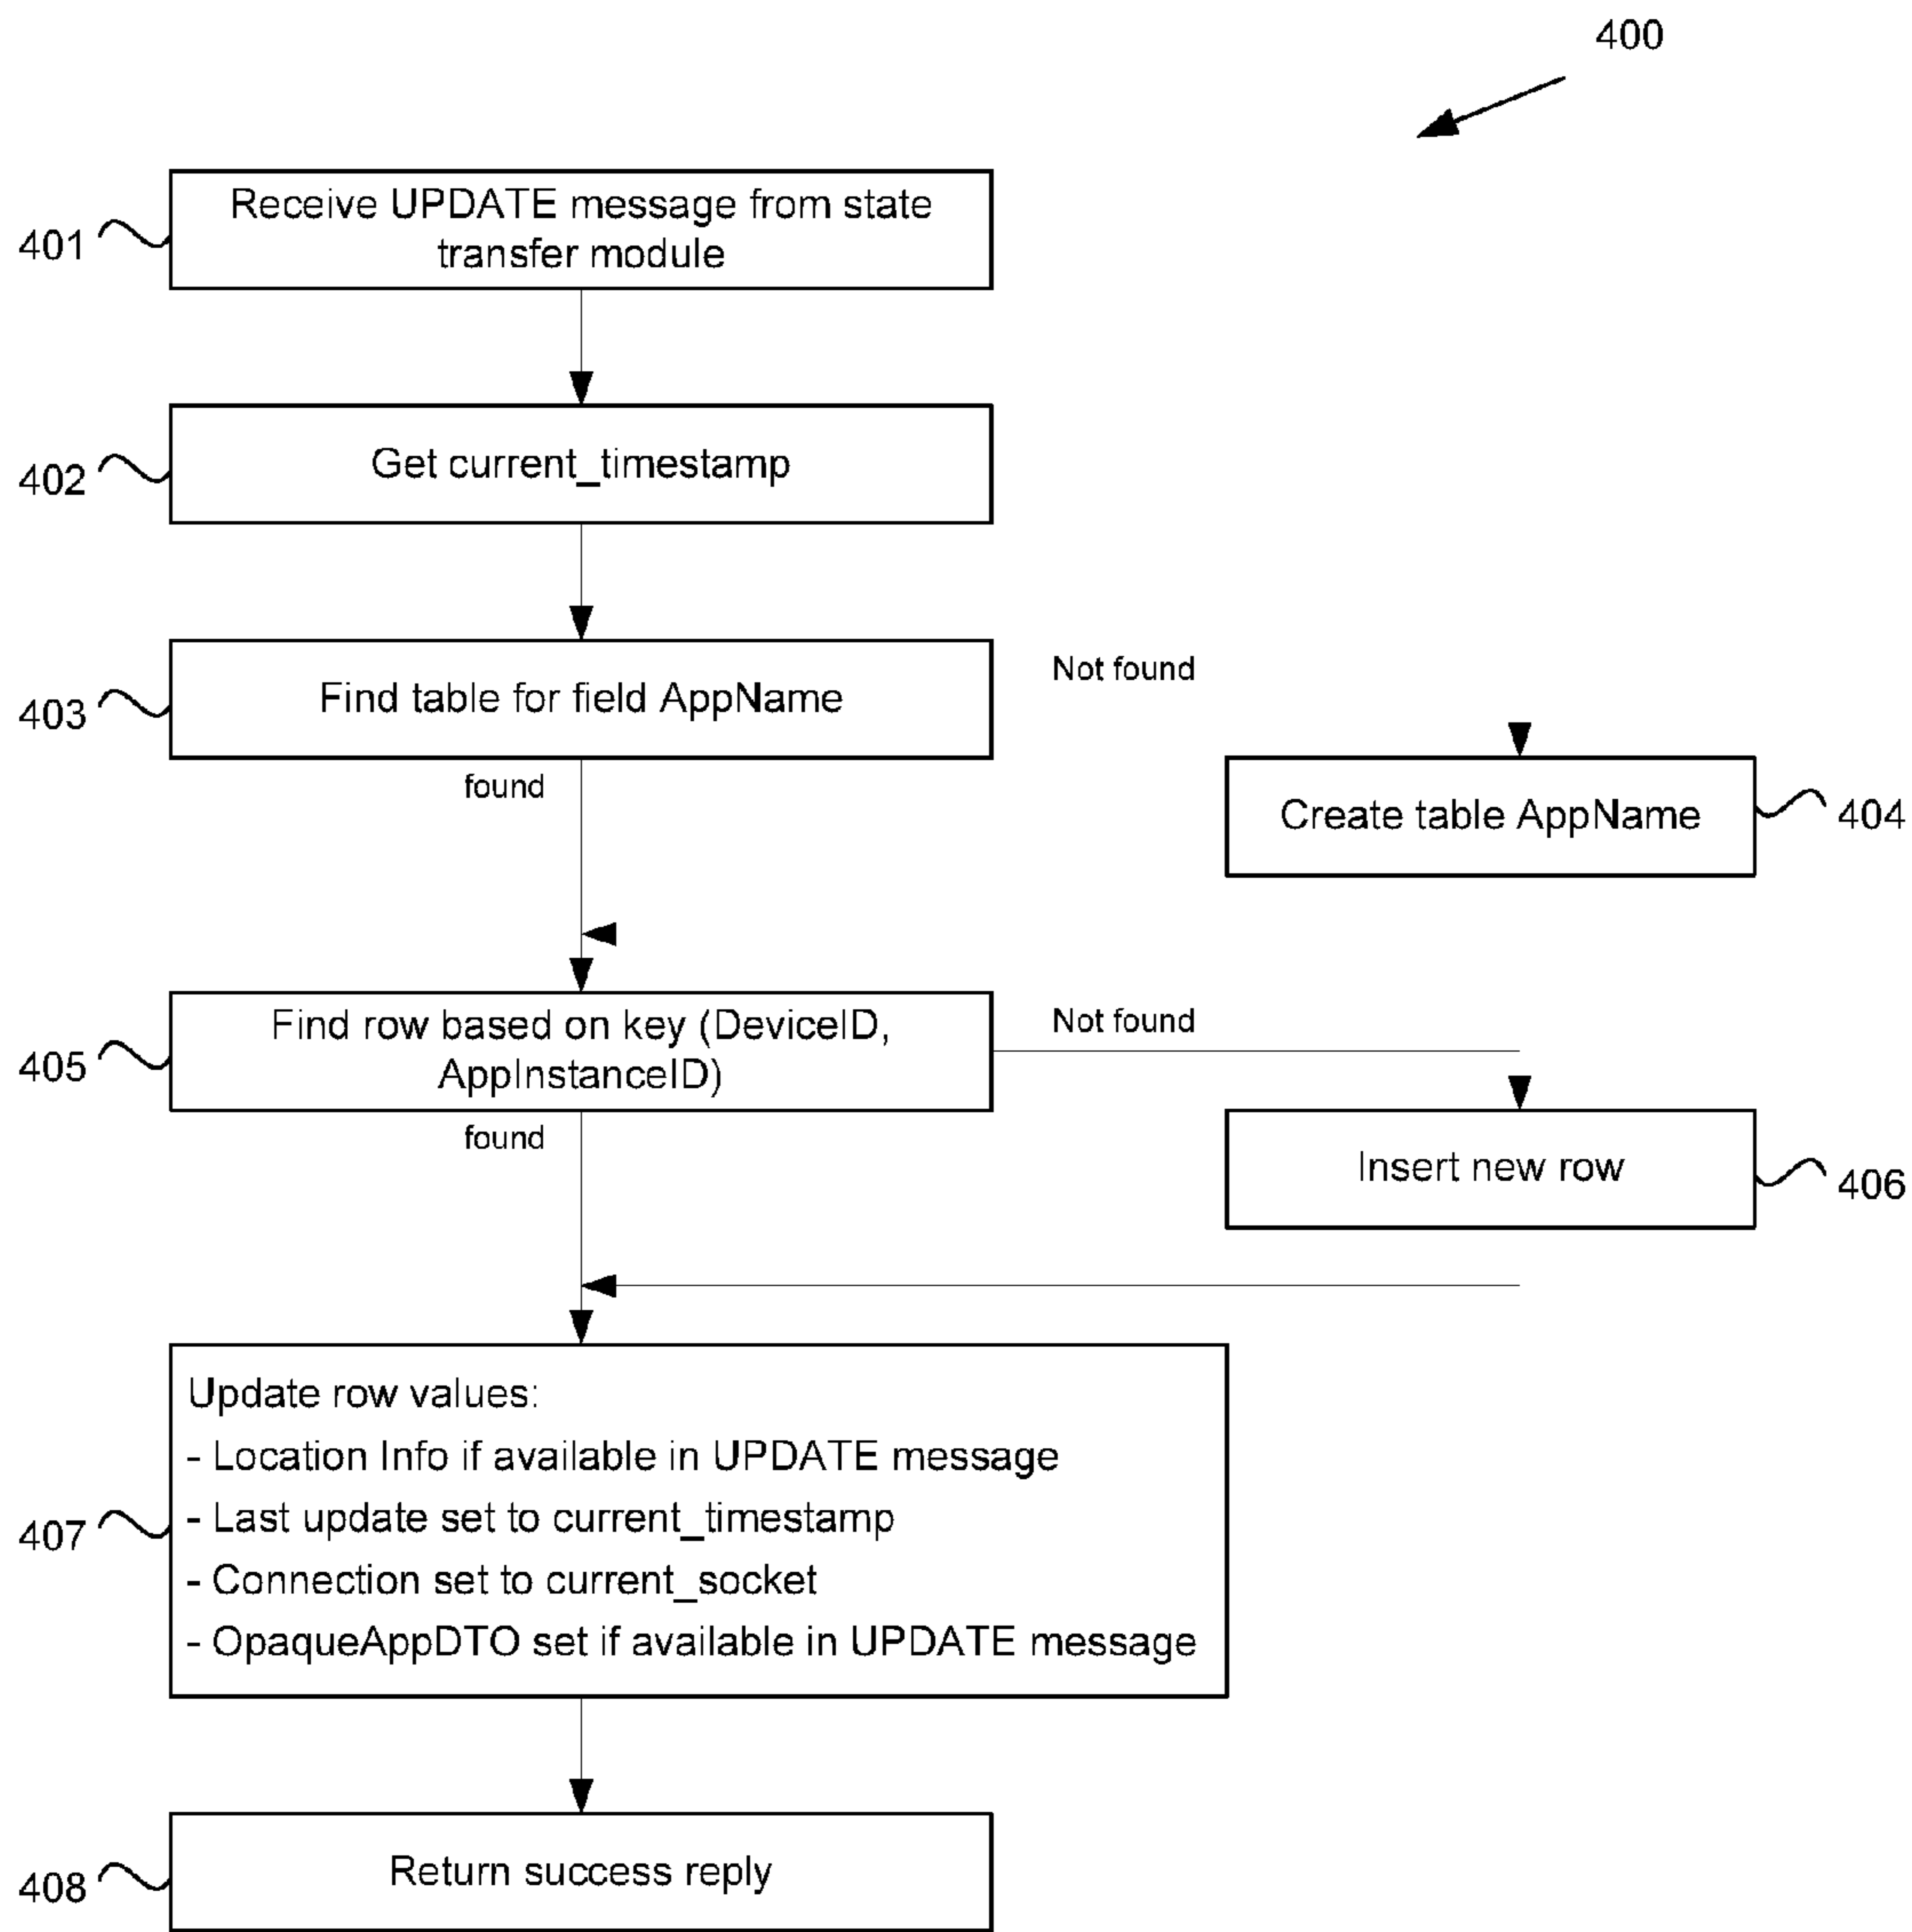 400
401
Receive UPDATE message from state
transfer module
402
Get current_timestamp
403
Find table for field AppName
Not found
found
Create table AppName
404
405
Find row based on key (DeviceID,
AppInstanceID)
Not found
found
Insert new row
406
407
Update row values:
- Location Info if available in UPDATE message
- Last update set to current_timestamp
- Connection set to current_socket
- OpaqueAppDTO set if available in UPDATE message
408
Return success reply